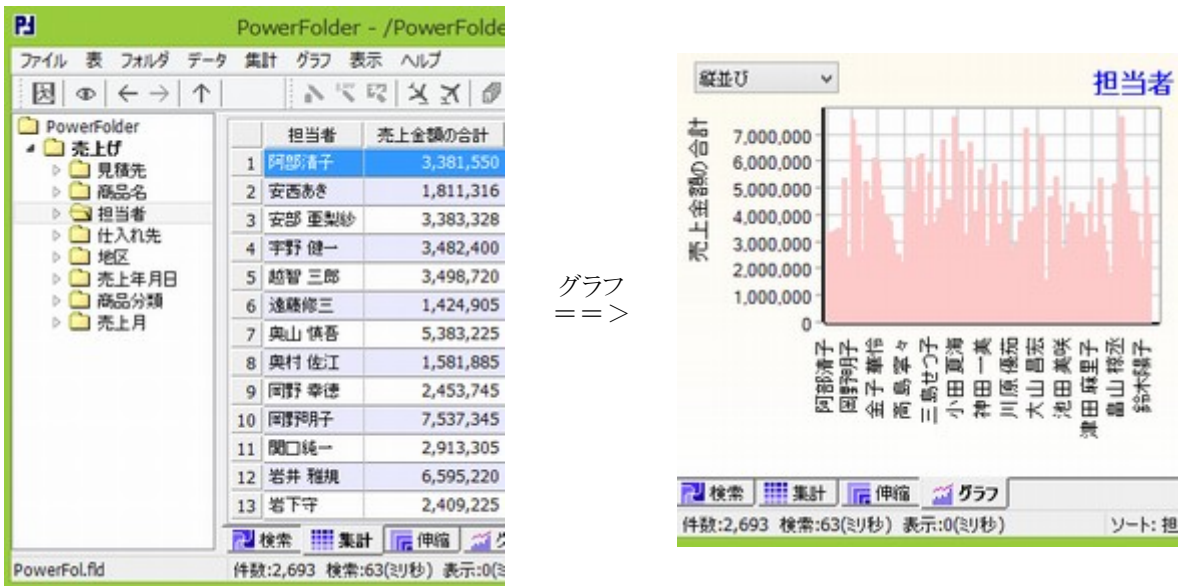 PowerFolder - /PowerFolde
ファイル 表 フォルダ データ 集計 グラフ 表示 ヘルプ
PowerFolder
売上げ
見積先
商品名
担当者
仕入れ先
地区
売上年月日
商品分類
売上月
担当者 売上金額の合計
1 阿部清子 3,381,550
2 安西あき 1,811,316
3 安部 亜梨紗 3,383,328
4 宇野 健一 3,482,400
5 越智 三郎 3,498,720
6 遠藤修三 1,424,905
7 奥山 慎吾 5,383,225
8 奥村 佐江 1,581,885
9 岡野 幸徳 2,453,745
10 岡野明子 7,537,345
11 関口純一 2,913,305
12 岩井 雅規 6,595,220
13 岩下守 2,409,225
検索 集計 伸縮
PowerFol.fld 件数:2,693 検索:63(ミリ秒) 表示:0(ミ
グラフ
==>
縦並び
担当者
売上金額の合計
7,000,000
6,000,000
5,000,000
4,000,000
3,000,000
2,000,000
1,000,000
0
阿部清子
岡野明子
金子 華怜
高島 寧々
三島せつ子
小田 夏海
神田 一美
川原 優茄
大山 昌宏
池田 美咲
津田 麻里子
畠山 椋丞
鈴木陽子
検索 集計 伸縮 グラフ
件数:2,693 検索:63(ミリ秒) 表示:0(ミリ秒) ソート: 担